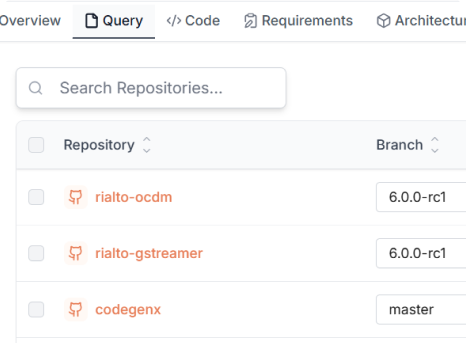 Overview Query </> Code Requirements Architectur
Search Repositories...
Repository Branch
rialto-ocdm 6.0.0-rc1
rialto-gstreamer 6.0.0-rc1
codegenx master